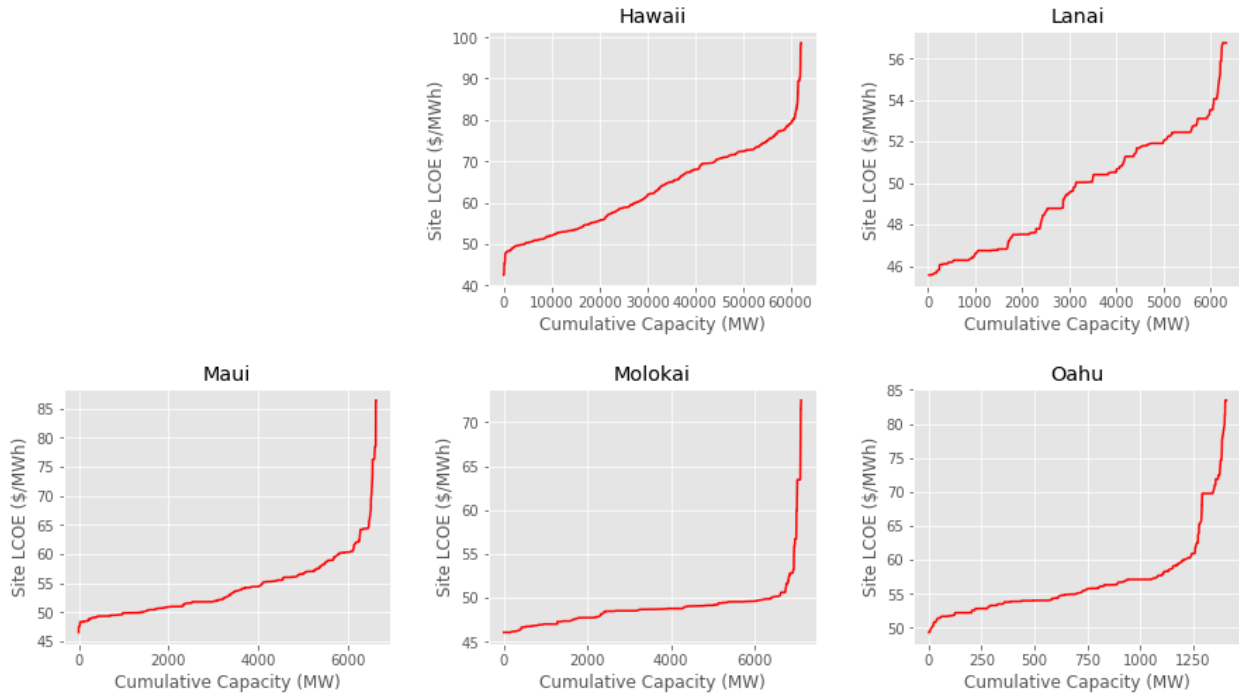 Hawaii
Site LCOE ($/MWh)
100
90
80
70
60
50
40
0 10000 20000 30000 40000 50000 60000
Cumulative Capacity (MW)
Lanai
Site LCOE ($/MWh)
56
54
52
50
48
46
0 1000 2000 3000 4000 5000 6000
Cumulative Capacity (MW)
Maui
Site LCOE ($/MWh)
85
80
75
70
65
60
55
50
45
0 2000 4000 6000
Cumulative Capacity (MW)
Molokai
Site LCOE ($/MWh)
70
65
60
55
50
45
0 2000 4000 6000
Cumulative Capacity (MW)
Oahu
Site LCOE ($/MWh)
85
80
75
70
65
60
55
50
0 250 500 750 1000 1250
Cumulative Capacity (MW)